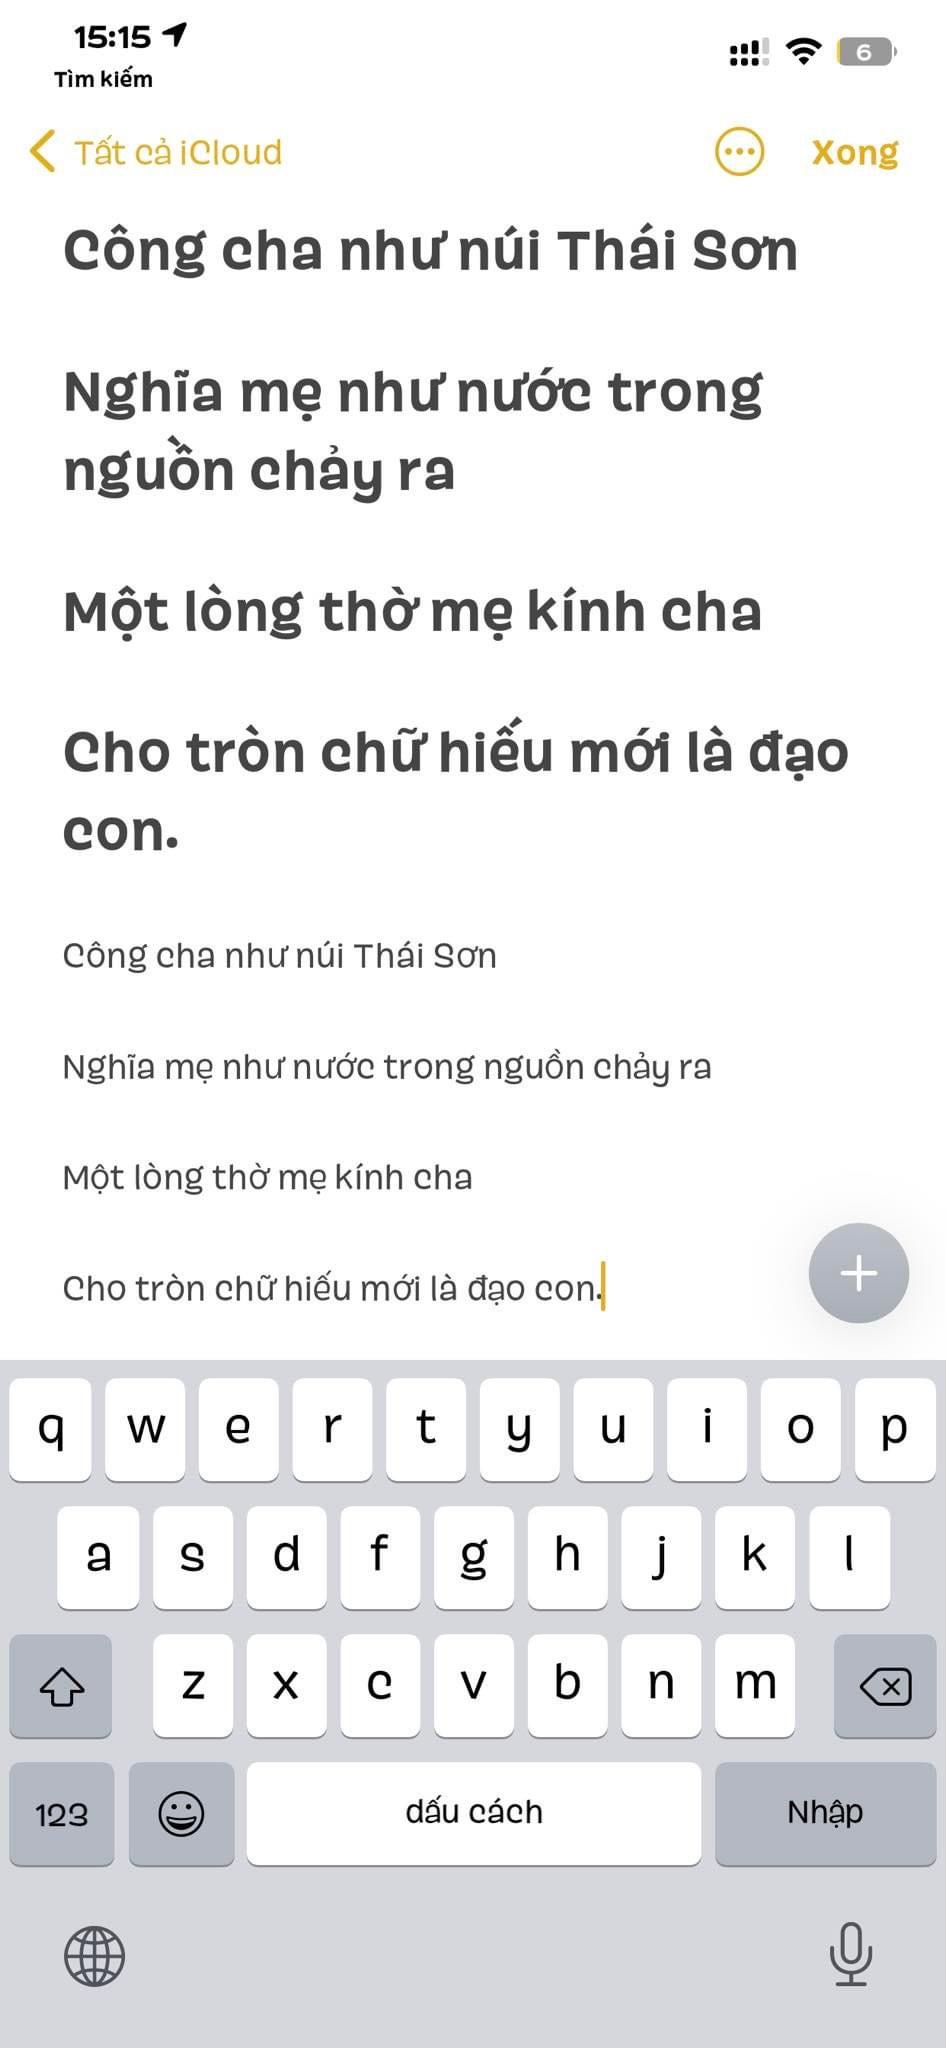 15:15
6
Tìm kiếm
Tất cả iCloud
Xong
Công cha như núi Thái Sơn
Nghĩa mẹ như nước trong
nguồn chảy ra
Một lòng thờ mẹ kính cha
Cho tròn chữ hiếu mới là đạo
con.
Công cha như núi Thái Sơn
Nghĩa mẹ như nước trong nguồn chảy ra
Một lòng thờ mẹ kính cha
Cho tròn chữ hiếu mới là đạo con.
q w e r t y u i o p
a s d f g h j k l
z x c v b n m
123 dấu cách Nhập